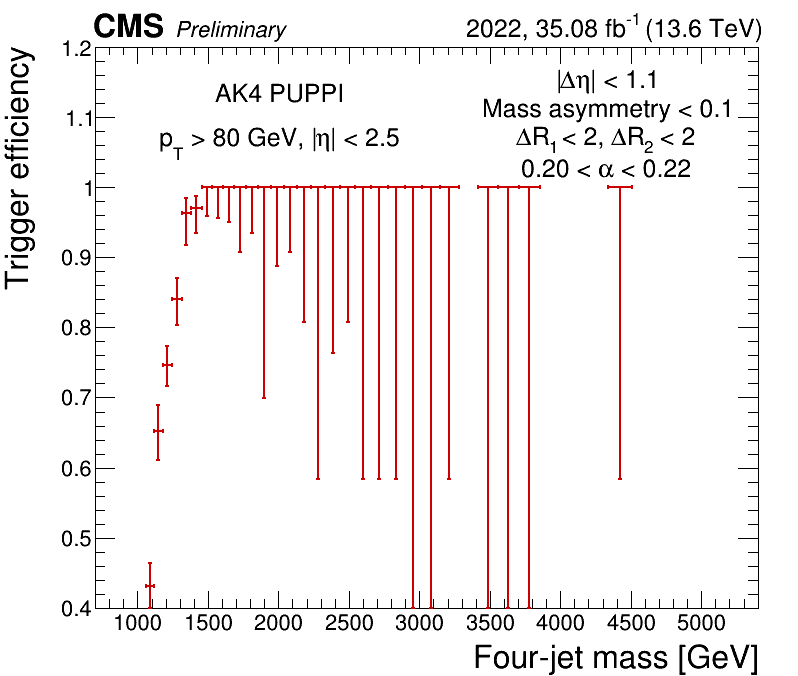 CMS Preliminary 2022, 35.08 fb⁻¹ (13.6 TeV)
Trigger efficiency
1.2
1.1
1
0.9
0.8
0.7
0.6
0.5
0.4
AK4 PUPPI
p_T > 80 GeV, |η| < 2.5
|Δη| < 1.1
Mass asymmetry < 0.1
ΔR₁ < 2, ΔR₂ < 2
0.20 < α < 0.22
1000 1500 2000 2500 3000 3500 4000 4500 5000
Four-jet mass [GeV]